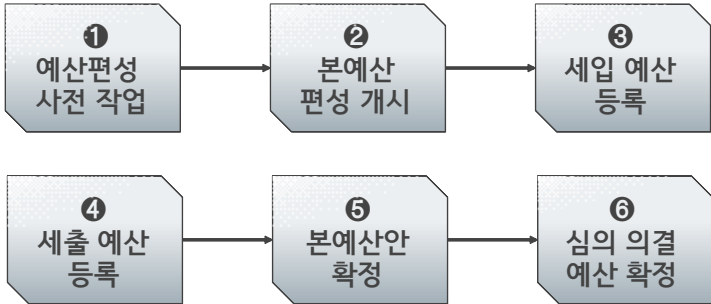 ❶
예산편성
사전 작업
❷
본예산
편성 개시
❸
세입 예산
등록
❹
세출 예산
등록
❺
본예산안
확정
❻
심의 의결
예산 확정